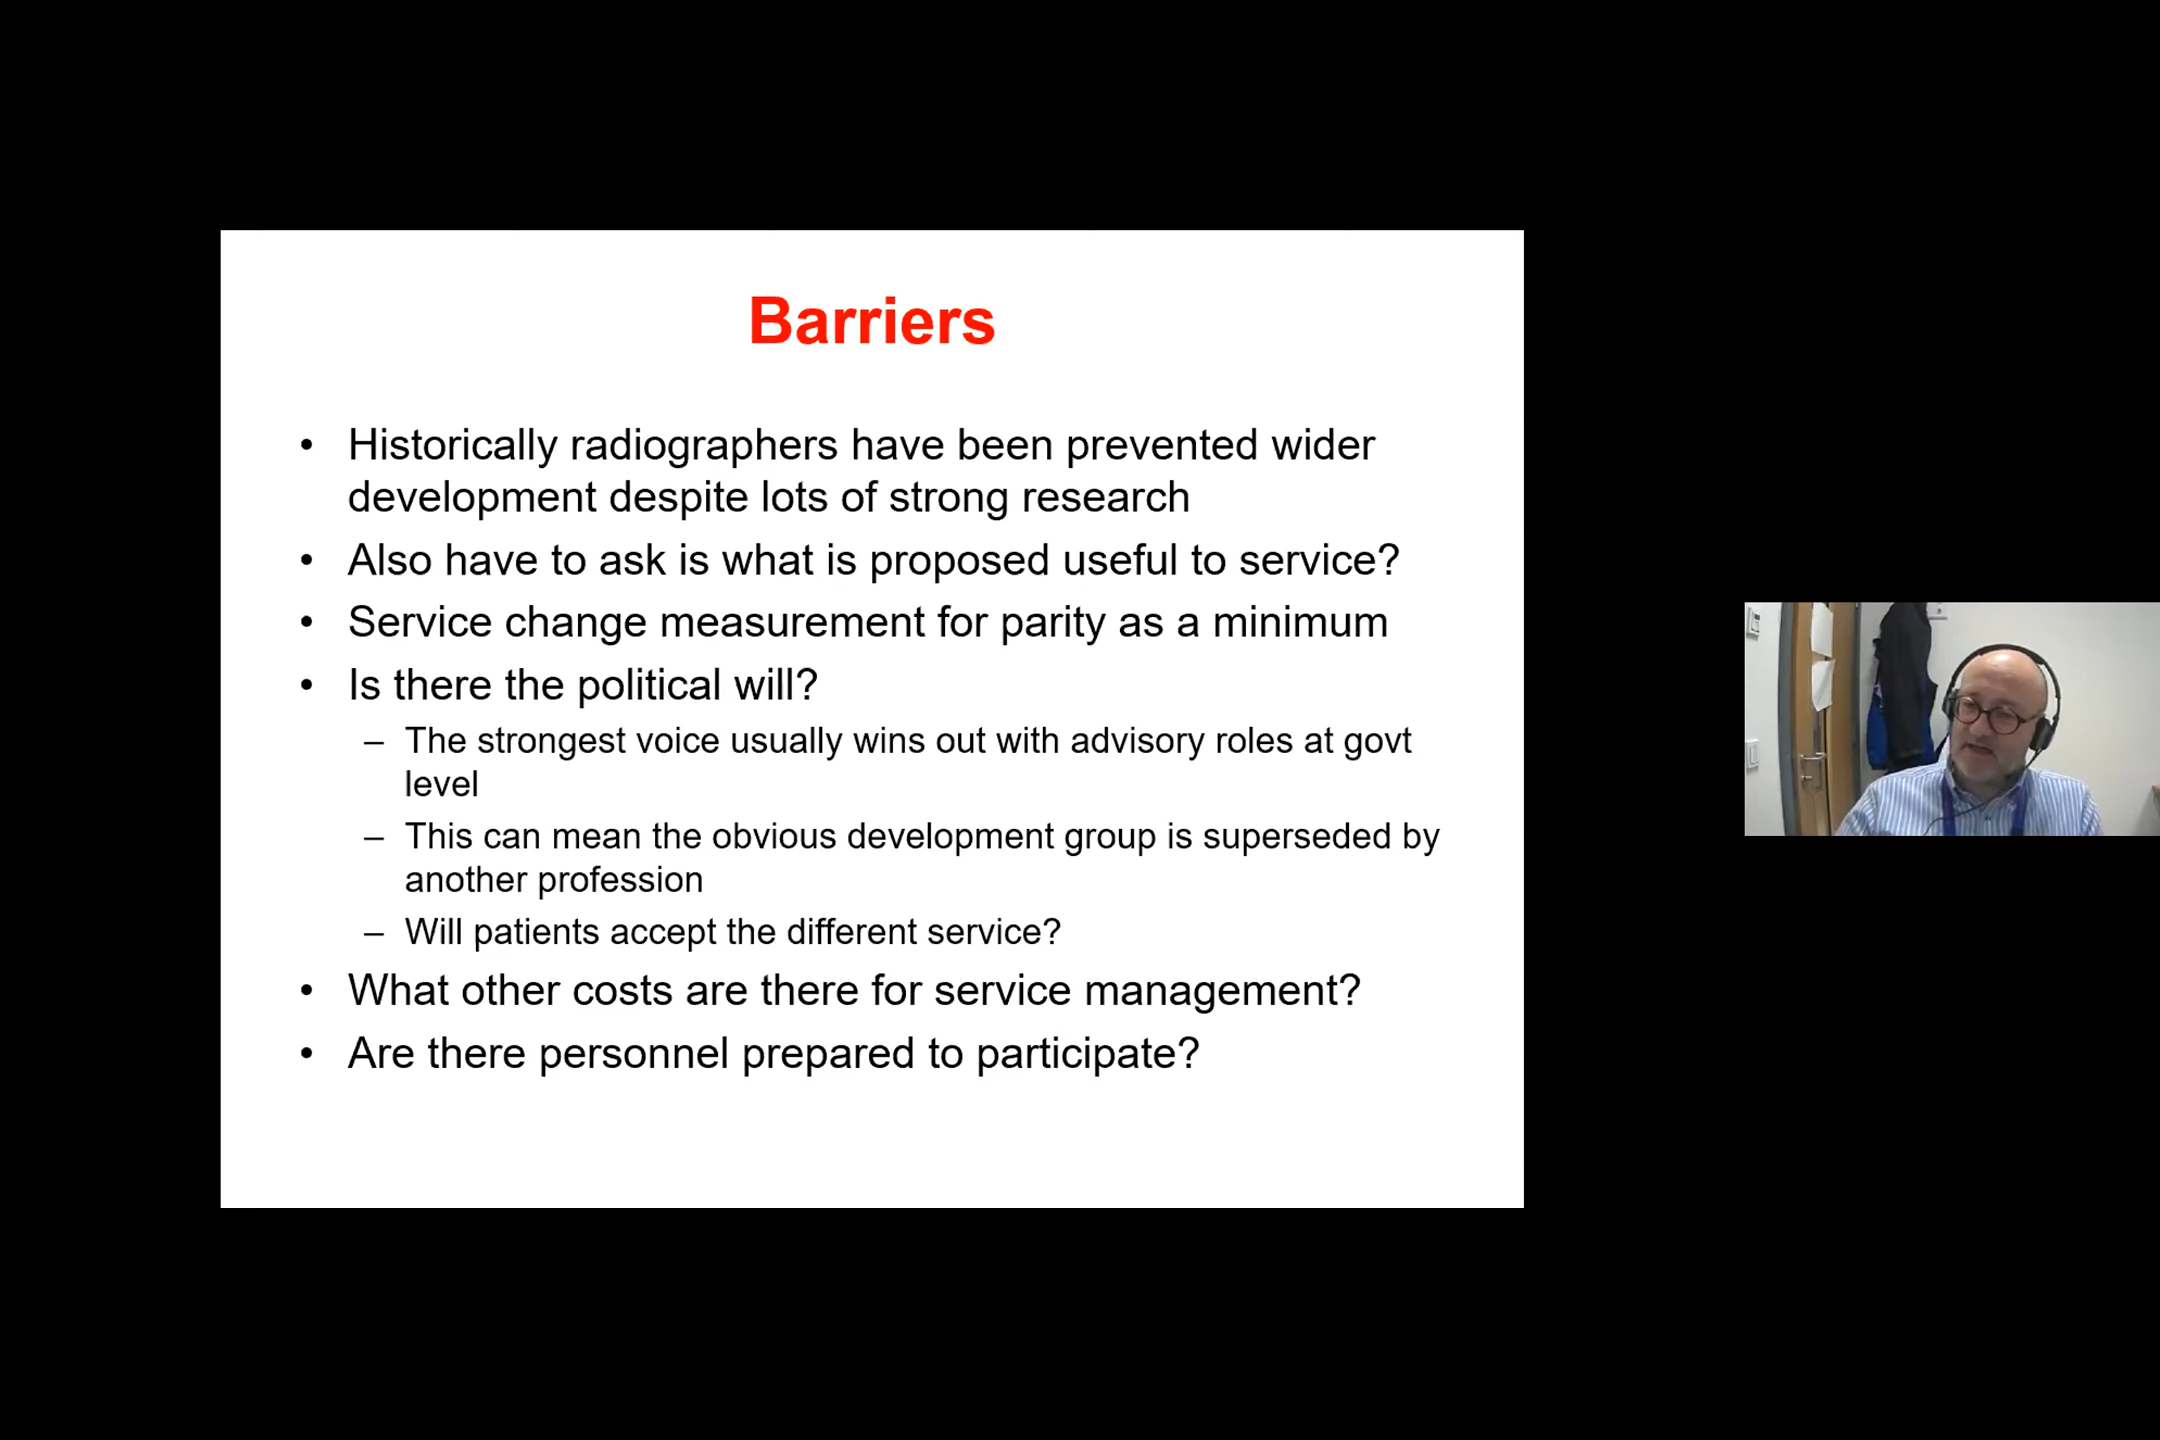 Barriers
• Historically radiographers have been prevented wider
development despite lots of strong research
• Also have to ask is what is proposed useful to service?
• Service change measurement for parity as a minimum
• Is there the political will?
– The strongest voice usually wins out with advisory roles at govt
level
– This can mean the obvious development group is superseded by
another profession
– Will patients accept the different service?
• What other costs are there for service management?
• Are there personnel prepared to participate?